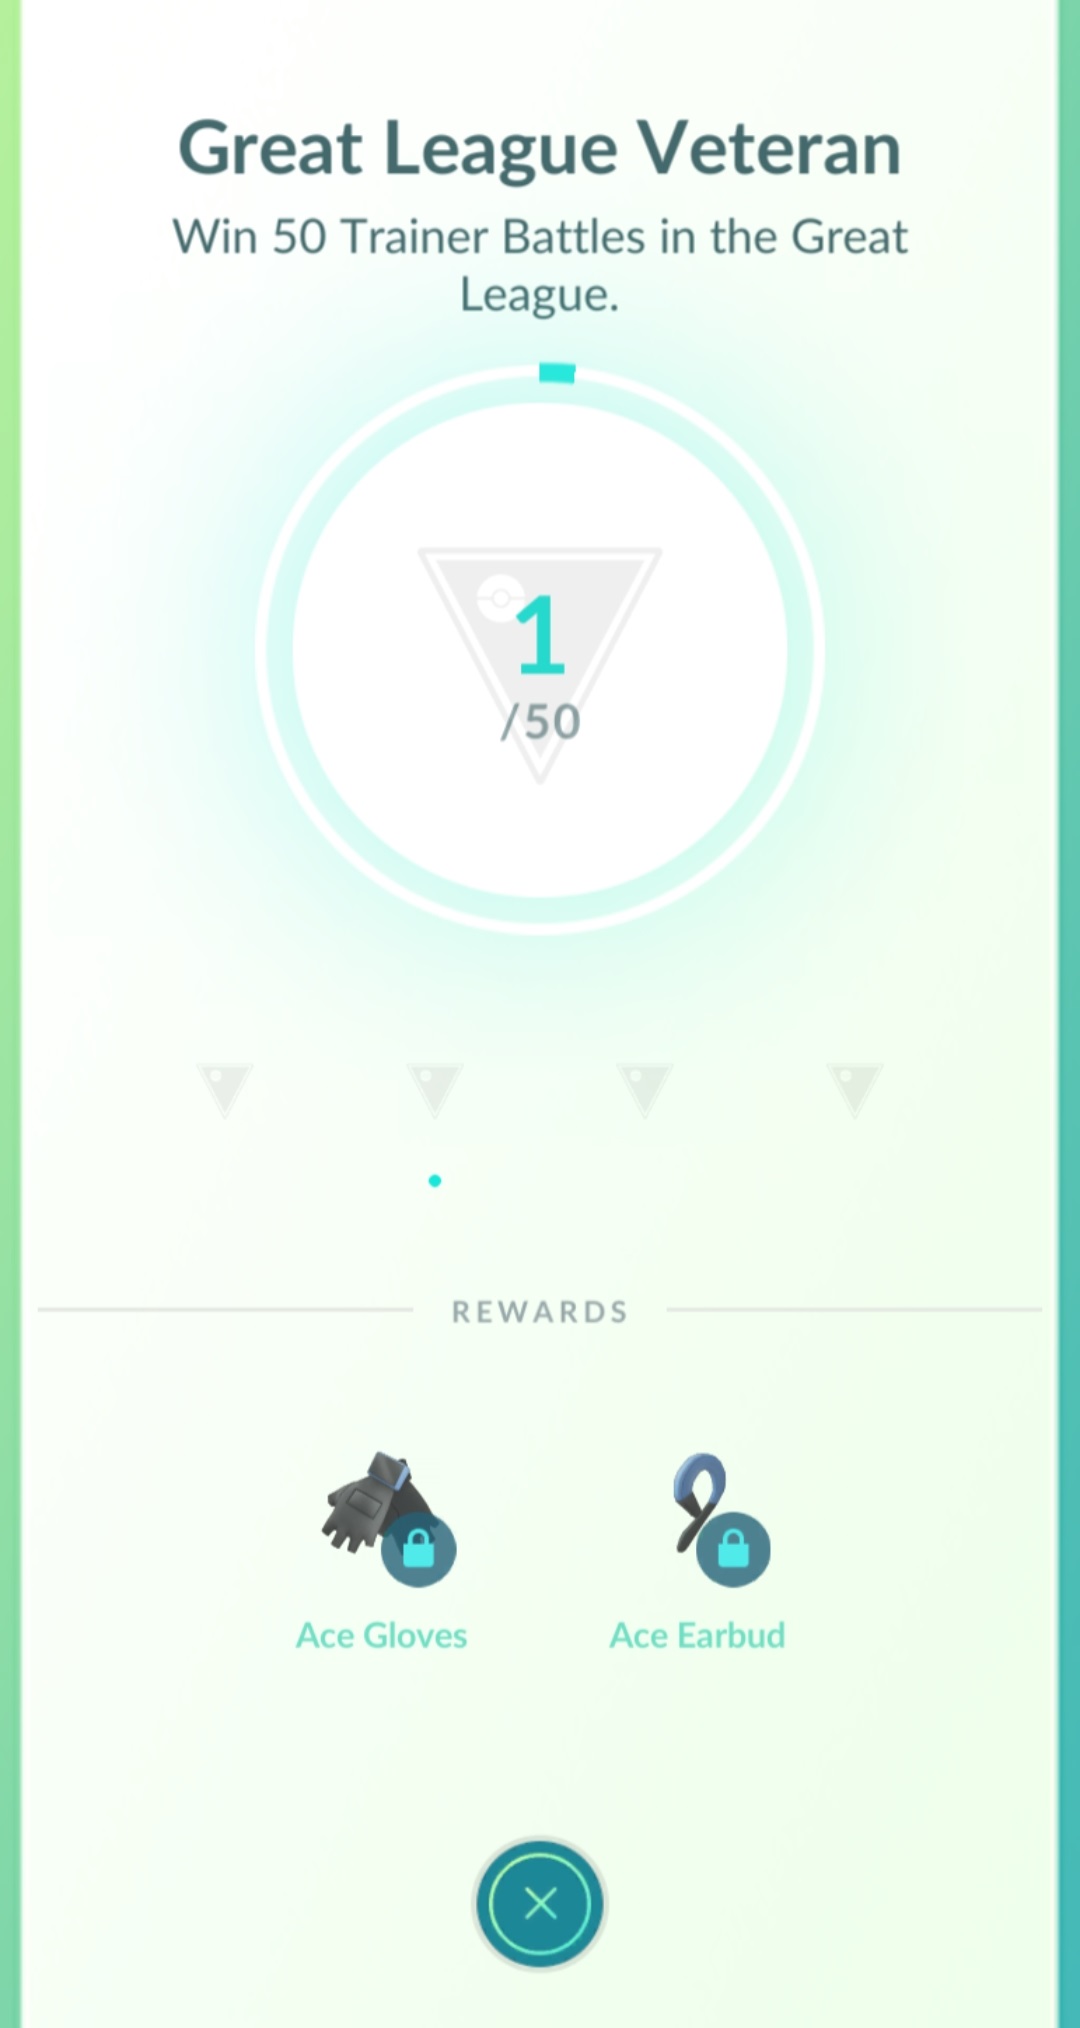 Great League Veteran
Win 50 Trainer Battles in the Great
League.
1
/50
REWARDS
Ace Gloves
Ace Earbud